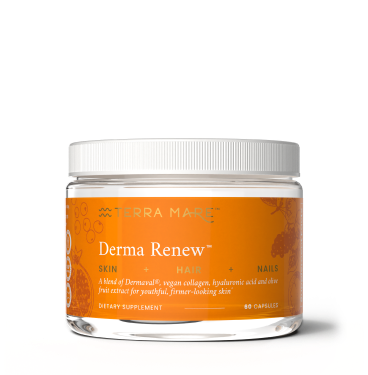 TERRA MARE™
Derma Renew™
SKIN + HAIR + NAILS
A blend of Dermaval®, vegan collagen, hyaluronic acid and olive
fruit extract for youthful, firmer-looking skin
DIETARY SUPPLEMENT 60 CAPSULES